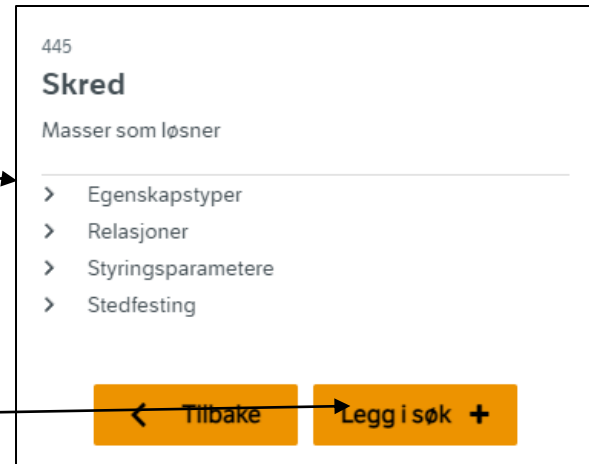 445
Skred
Masser som løsner
Egenskapstyper
Relasjoner
Styringsparametere
Stedfesting
Tilbake
Legg i søk +